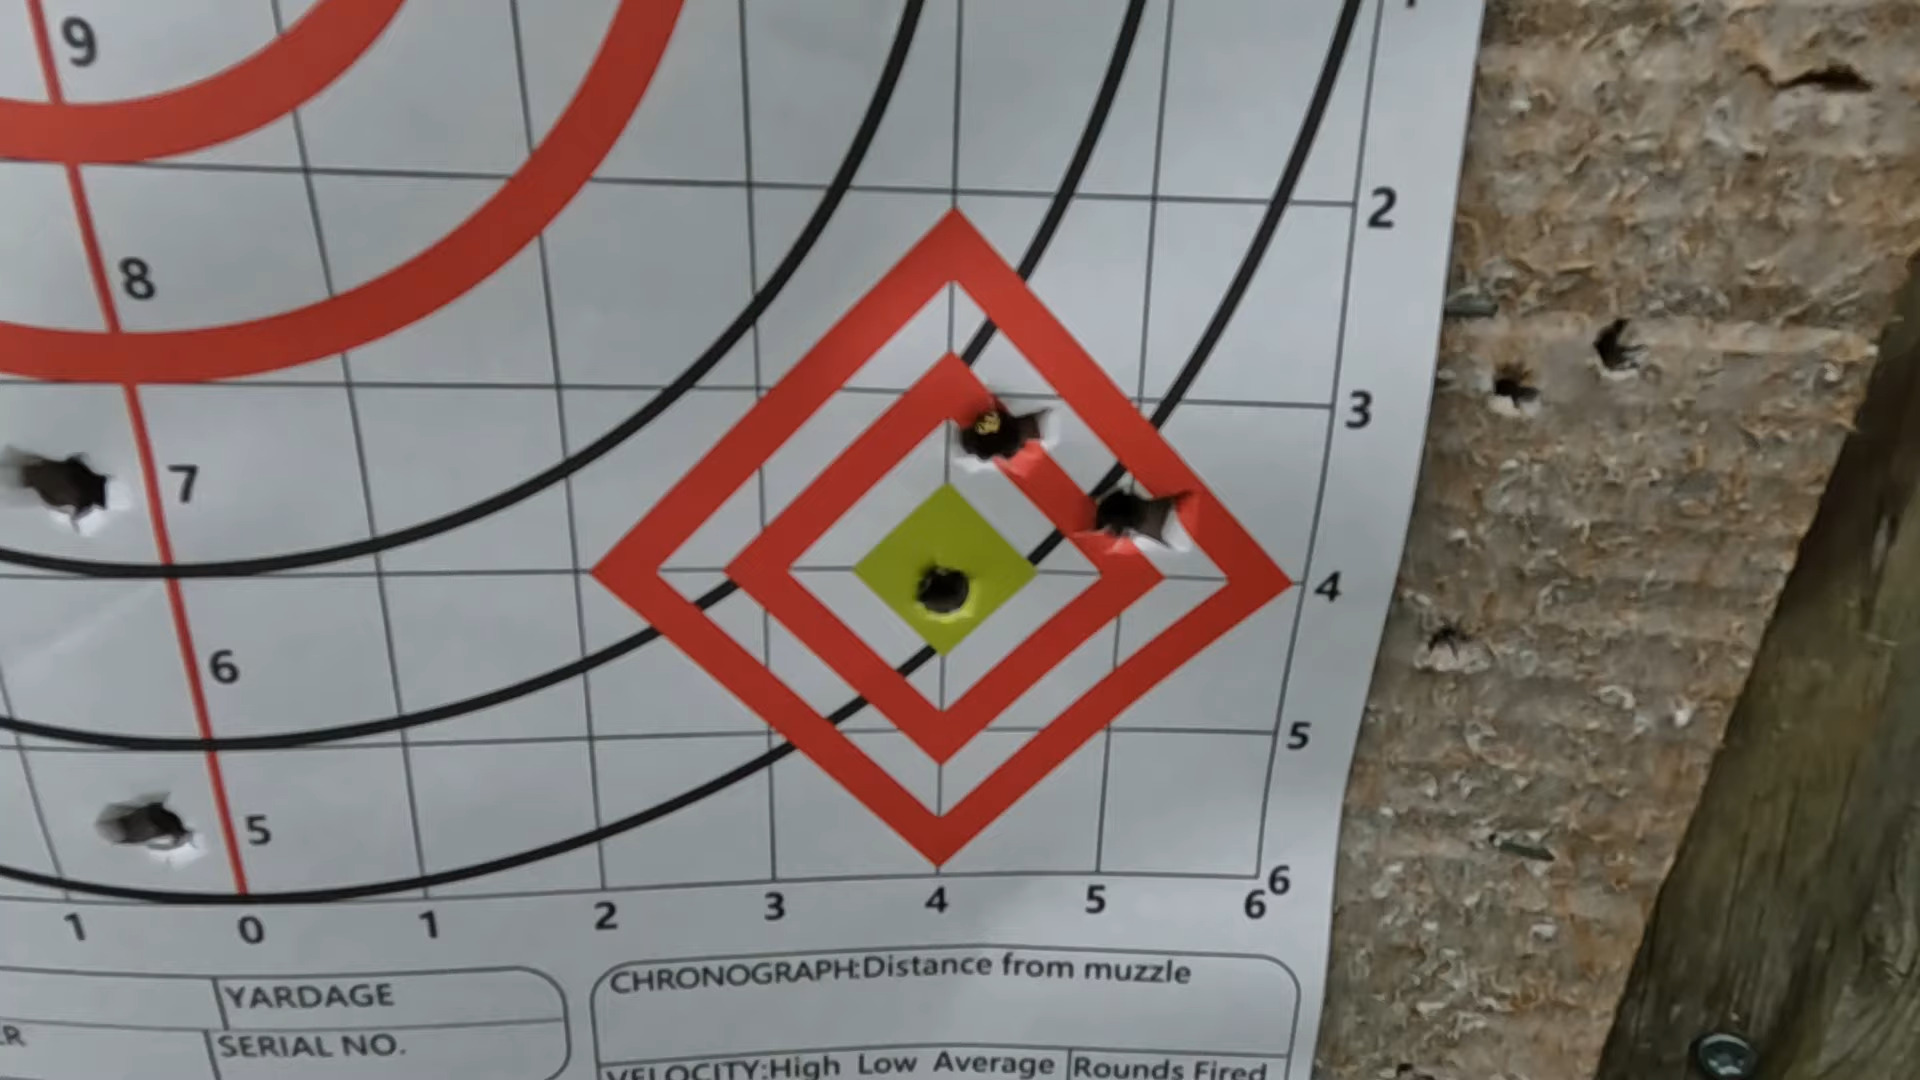 9
2
8
3
7
4
6
5
5
6
1 0 1 2 3 4 5 6
CHRONOGRAPH:Distance from muzzle
YARDAGE
SERIAL NO.
VELOCITY:High Low Average Rounds Fired